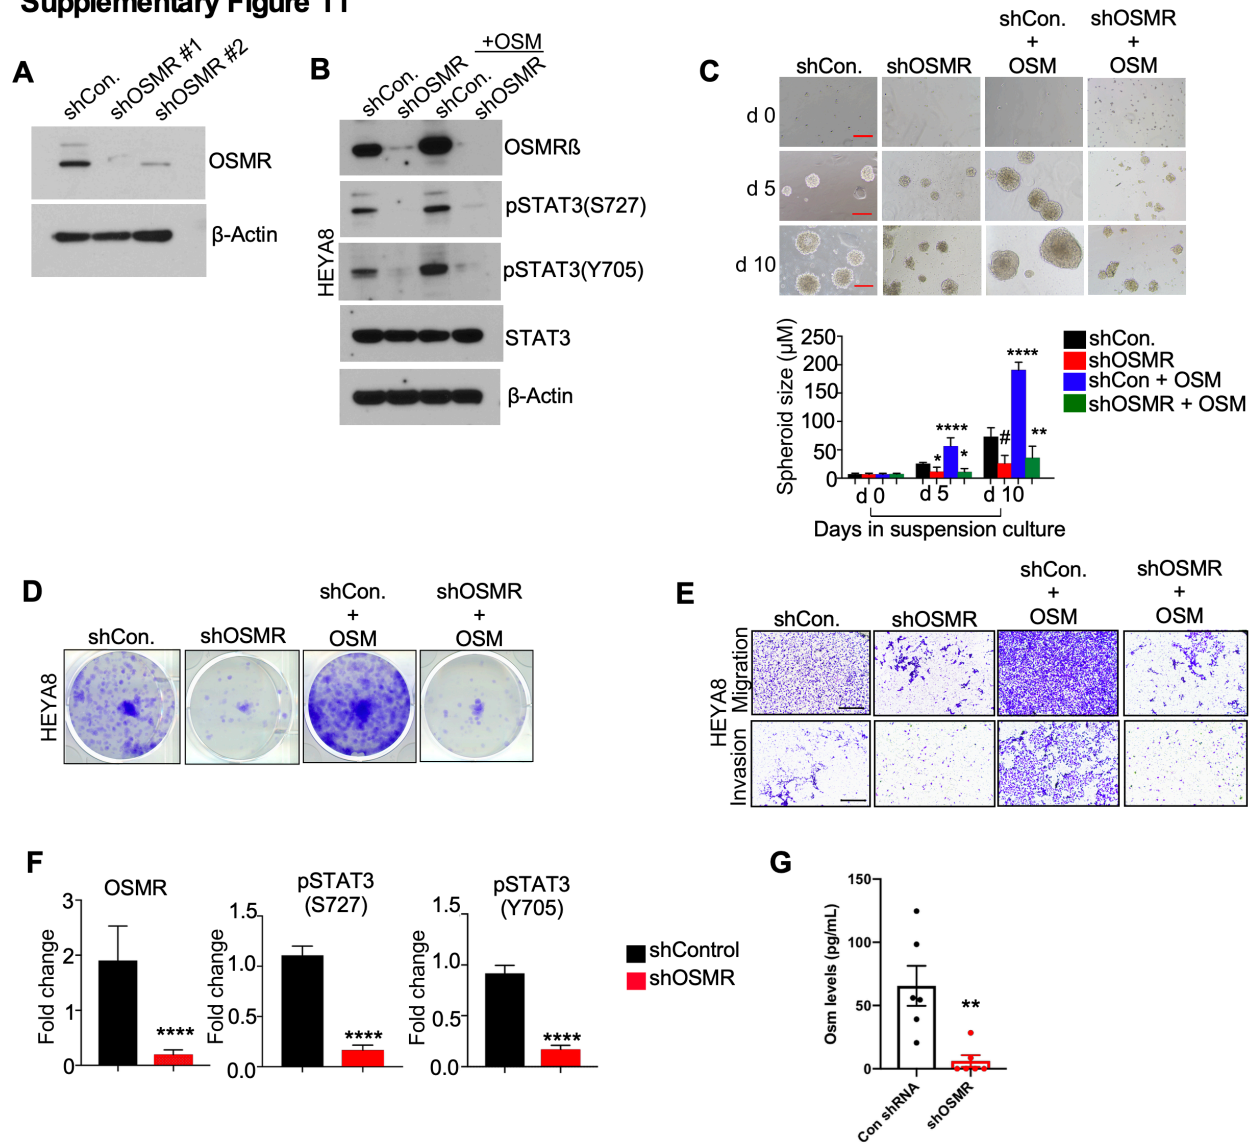 Supplementary Figure 11
A
shCon.
shOSMR #1
shOSMR #2
OSMR
β-Actin
B
+OSM
shCon.
shOSMR
shCon.
shOSMR
HEYA8
OSMRß
pSTAT3(S727)
pSTAT3(Y705)
STAT3
β-Actin
C
shCon.
shOSMR
shCon.
+
OSM
shOSMR
+
OSM
d 0
d 5
d 10
Spheroid size (µM)
250
200
150
100
50
0
****
* *
****
# **
d 0 d 5 d 10
Days in suspension culture
shCon.
shOSMR
shCon + OSM
shOSMR + OSM
D
shCon.
shOSMR
shCon.
+
OSM
shOSMR
+
OSM
HEYA8
E
shCon.
shOSMR
shCon.
+
OSM
shOSMR
+
OSM
HEYA8
Migration
Invasion
F
OSMR
Fold change
3
2
1
0
****
pSTAT3
(S727)
Fold change
1.5
1.0
0.5
0.0
****
pSTAT3
(Y705)
Fold change
1.5
1.0
0.5
0.0
****
shControl
shOSMR
G
Osm levels (pg/mL)
150
100
50
0
**
Con shRNA
shOSMR